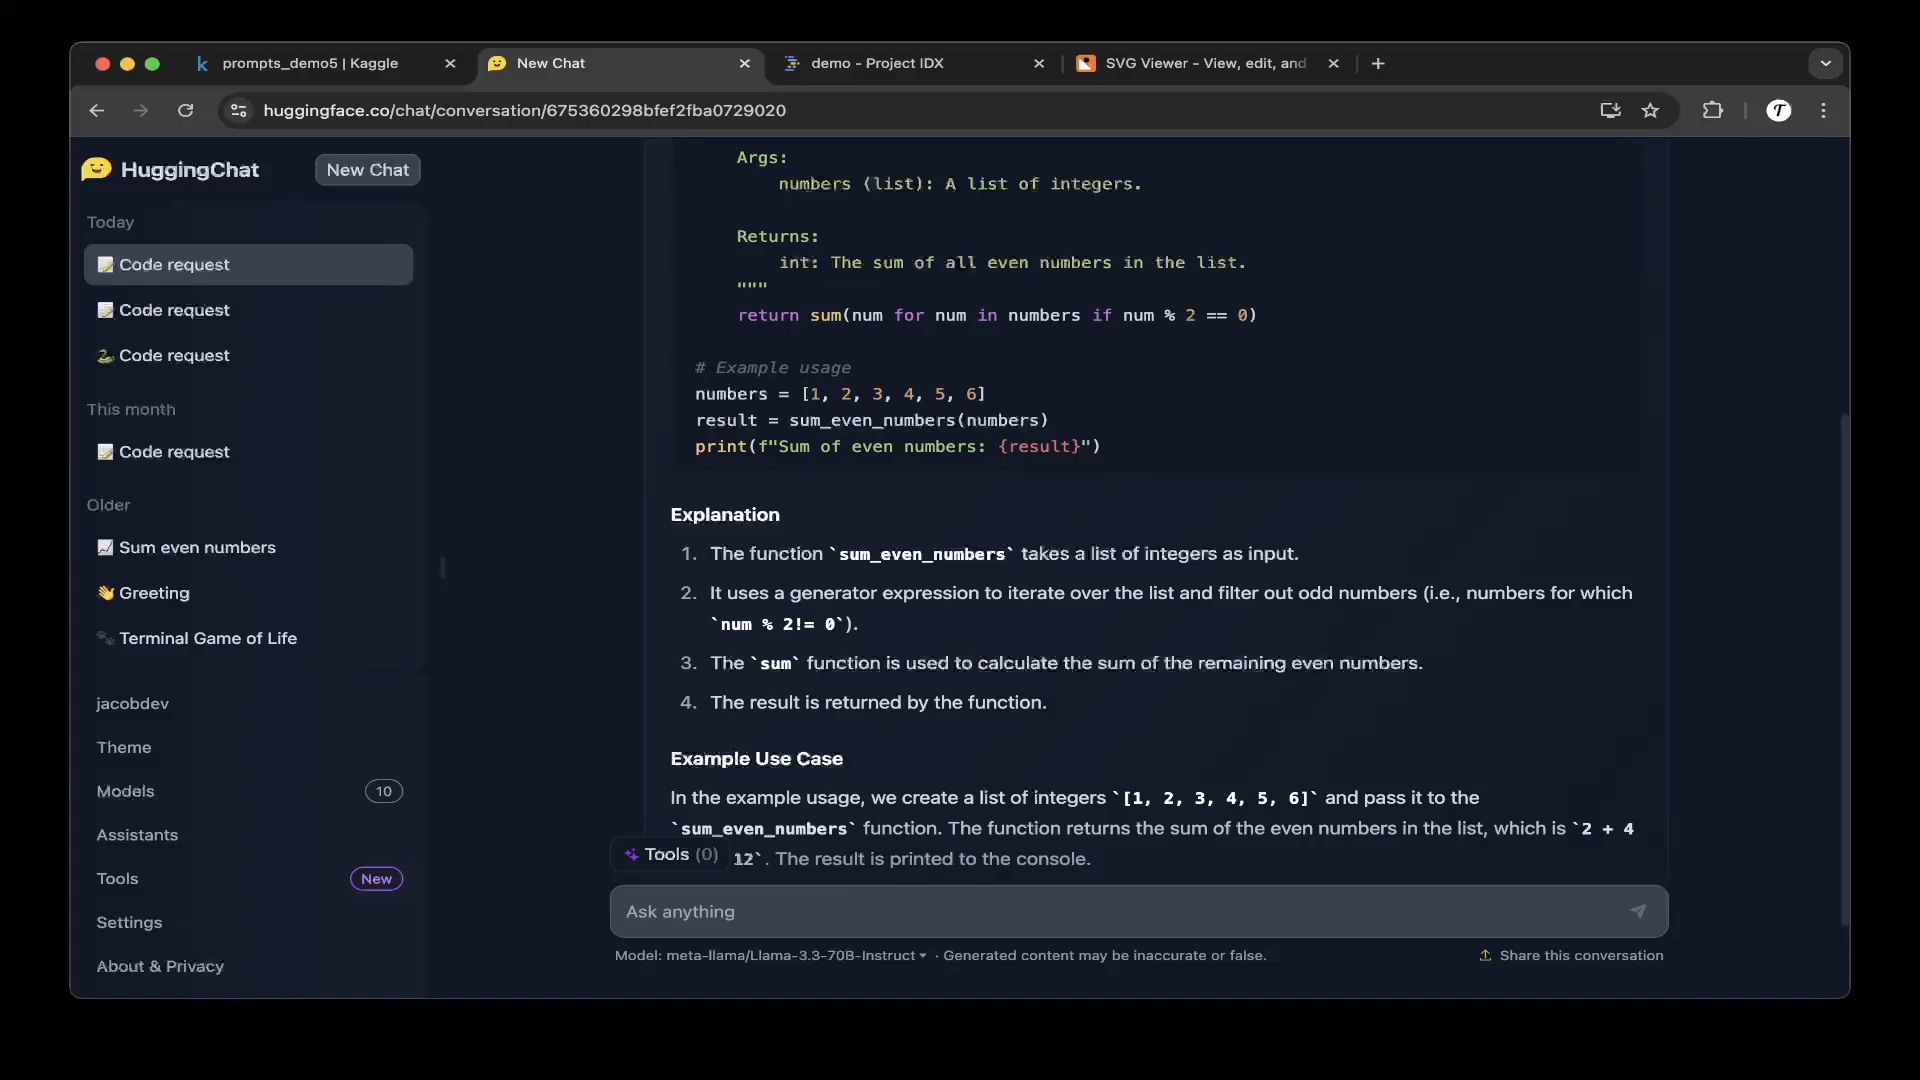 prompts_demo5 | Kaggle
New Chat
demo - Project IDX
SVG Viewer - View, edit, and
huggingface.co/chat/conversation/675360298bfef2fba0729020
HuggingChat
New Chat
Today
Code request
Code request
Code request
This month
Code request
Older
Sum even numbers
Greeting
Terminal Game of Life
jacobdev
Theme
Models
10
Assistants
Tools
New
Settings
About & Privacy
Args:
numbers (list): A list of integers.
Returns:
int: The sum of all even numbers in the list.
"""
return sum(num for num in numbers if num % 2 == 0)
# Example usage
numbers = [1, 2, 3, 4, 5, 6]
result = sum_even_numbers(numbers)
print(f"Sum of even numbers: {result}")
Explanation
1. The function `sum_even_numbers` takes a list of integers as input.
2. It uses a generator expression to iterate over the list and filter out odd numbers (i.e., numbers for which
`num % 2!= 0`).
3. The `sum` function is used to calculate the sum of the remaining even numbers.
4. The result is returned by the function.
Example Use Case
In the example usage, we create a list of integers `[1, 2, 3, 4, 5, 6]` and pass it to the
`sum_even_numbers` function. The function returns the sum of the even numbers in the list, which is `2 + 4
12`. The result is printed to the console.
Tools (0)
Ask anything
Model: meta-llama/Llama-3.3-70B-Instruct · Generated content may be inaccurate or false.
Share this conversation